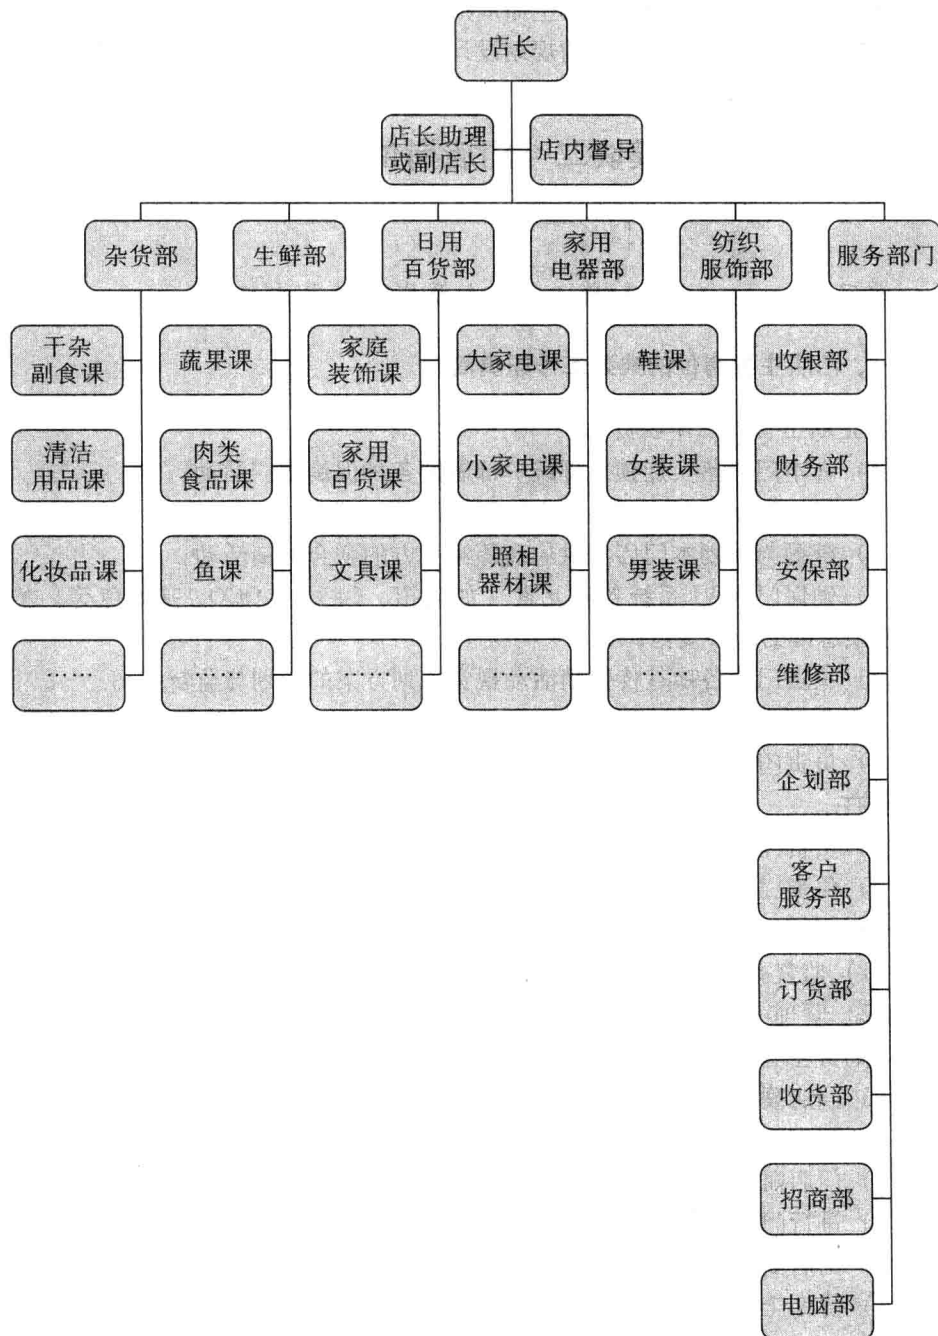 店长
店长助理
或副店长
店内督导
杂货部
生鲜部
日用
百货部
家用
电器部
纺织
服饰部
服务部门
干杂
副食课
蔬果课
家庭
装饰课
大家电课
鞋课
收银部
清洁
用品课
肉类
食品课
家用
百货课
小家电课
女装课
财务部
化妆品课
鱼课
文具课
照相
器材课
男装课
安保部
……
……
……
……
……
维修部
企划部
客户
服务部
订货部
收货部
招商部
电脑部